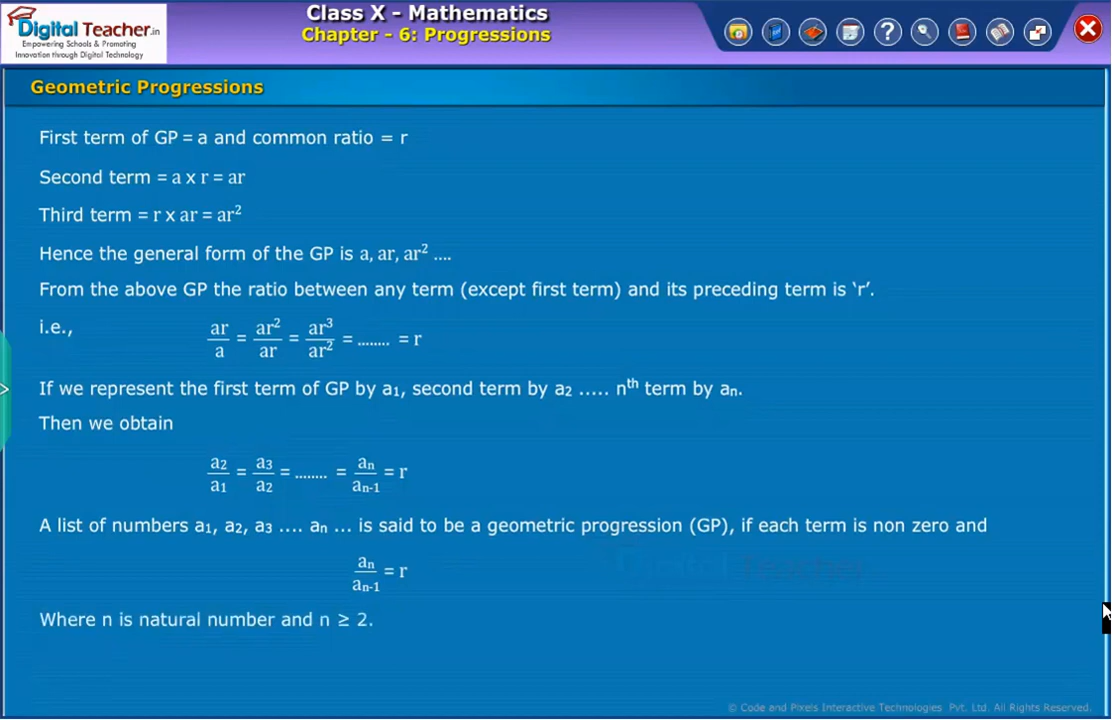 Digital Teacher.in
Empowering Schools & Promoting
Innovation through Digital Technology
Class X - Mathematics
Chapter - 6: Progressions
Geometric Progressions
First term of GP = a and common ratio = r
Second term = a x r = ar
Third term = r x ar = ar²
Hence the general form of the GP is a, ar, ar² ....
From the above GP the ratio between any term (except first term) and its preceding term is ‘r’.
i.e., ar/a = ar²/ar = ar³/ar² = ........ = r
If we represent the first term of GP by a₁, second term by a₂ ..... nᵗʰ term by aₙ.
Then we obtain
a₂/a₁ = a₃/a₂ = ........ = aₙ/aₙ₋₁ = r
A list of numbers a₁, a₂, a₃ .... aₙ ... is said to be a geometric progression (GP), if each term is non zero and
aₙ/aₙ₋₁ = r
Where n is natural number and n ≥ 2.
Digital Teacher
© Code and Pixels Interactive Technologies Pvt. Ltd. All Rights Reserved.